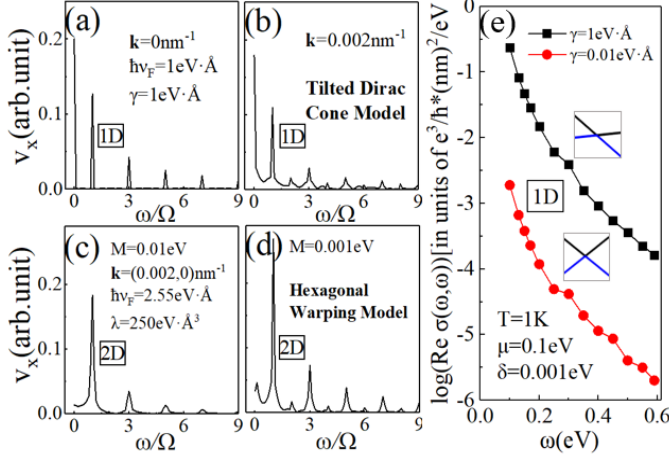 (a)
k=0nm⁻¹
ħν_F=1eV·Å
γ=1eV·Å
1D
v_x(arb.unit)
0.2
0.1
0.0
0 3 6 9
ω/Ω
(b)
k=0.002nm⁻¹
Tilted Dirac
Cone Model
1D
0 3 6 9
ω/Ω
(c)
M=0.01eV
k=(0.002,0)nm⁻¹
ħν_F=2.55eV·Å
λ=250eV·Å³
2D
v_x(arb.unit)
0.2
0.1
0.0
0 3 6 9
ω/Ω
(d)
M=0.001eV
Hexagonal
Warping Model
2D
0 3 6 9
ω/Ω
(e)
γ=1eV·Å
γ=0.01eV·Å
1D
T=1K
μ=0.1eV
δ=0.001eV
log(Re σ(ω,ω))[in units of e³/h*(nm)²/eV
0
-1
-2
-3
-4
-5
-6
0.0 0.2 0.4 0.6
ω(eV)